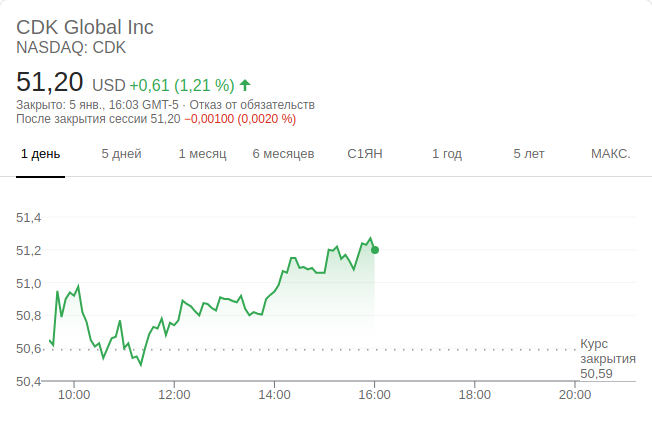 CDK Global Inc
NASDAQ: CDK
51,20 USD +0,61 (1,21 %)
Закрыто: 5 янв., 16:03 GMT-5 · Отказ от обязательств
После закрытия сессии 51,20 −0,00100 (0,0020 %)
1 день 5 дней 1 месяц 6 месяцев С1ЯН 1 год 5 лет МАКС.
51,4
51,2
51,0
50,8
50,6
50,4
Курс
закрытия
50,59
10:00 12:00 14:00 16:00 18:00 20:00